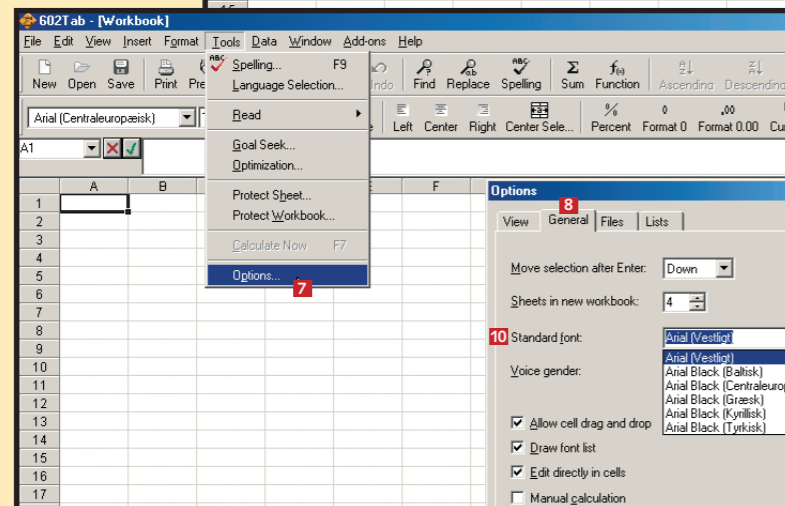 602Tab - [Workbook]
File Edit View Insert Format Tools Data Window Add-ons Help
New Open Save Print Find Replace Spelling Sum Function Ascending Descending
Arial (Centraleuropæisk) Left Center Right Center Sele... Percent Format 0 Format 0.00
A1
Spelling... F9
Language Selection...
Read
Goal Seek...
Optimization...
Protect Sheet...
Protect Workbook...
Calculate Now F7
Options...
7
A B F
1
2
3
4
5
6
7
8
9
10
11
12
13
14
15
16
17
Options
8
View General Files Lists
Move selection after Enter: Down
Sheets in new workbook: 4
10 Standard font: Arial (Vestligt)
Arial (Vestligt)
Arial Black (Baltisk)
Arial Black (Centraleurop
Arial Black (Græsk)
Arial Black (Kyrillisk)
Arial Black (Tyrkisk)
Voice gender:
Allow cell drag and drop
Draw font list
Edit directly in cells
Manual calculation